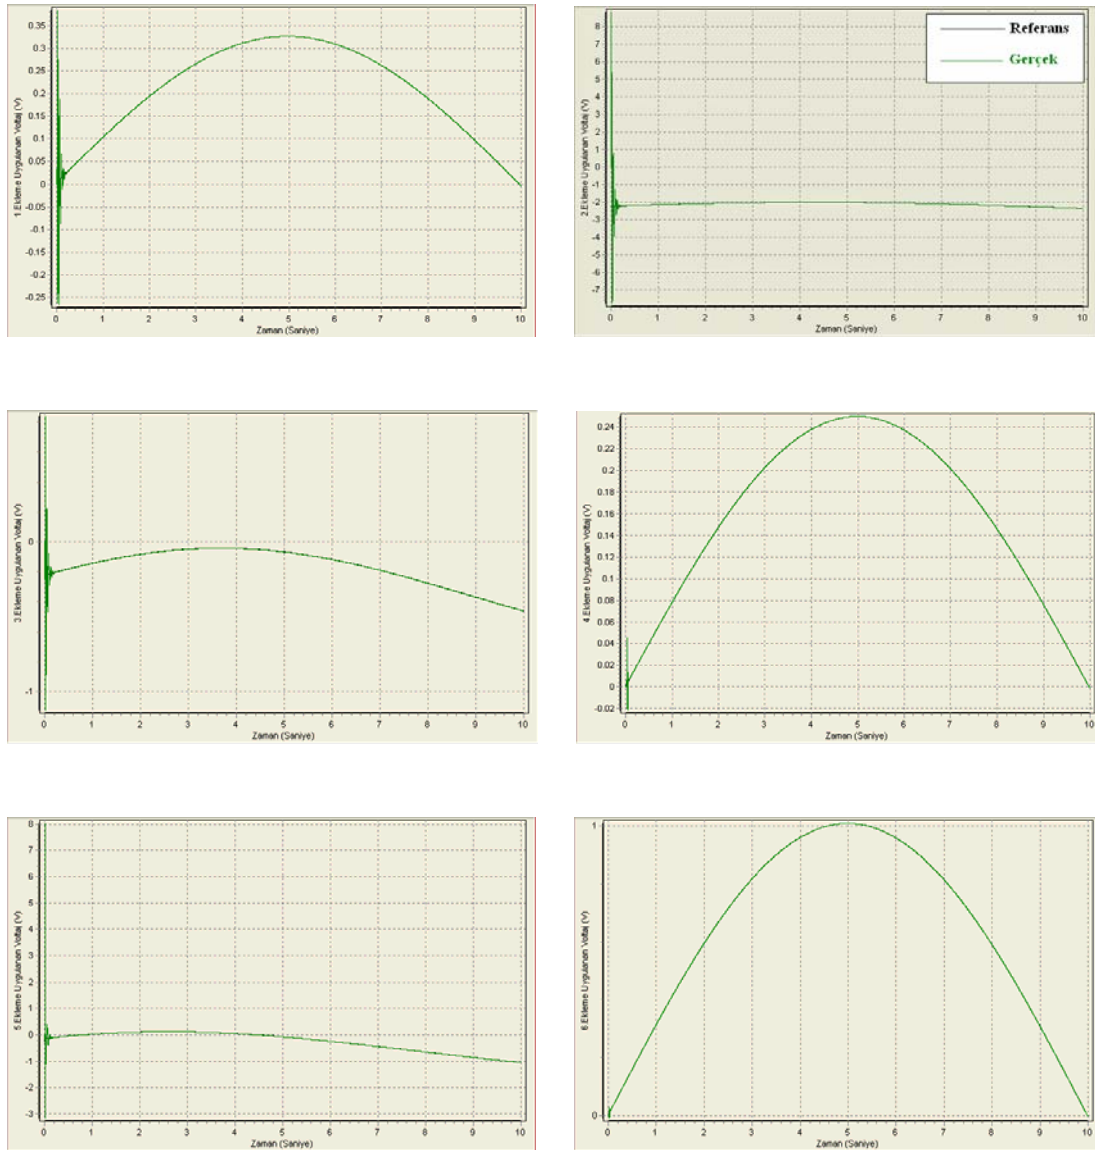 1.Ekleme Uygulanan Voltaj (V)
0.35
0.3
0.25
0.2
0.15
0.1
0.05
0
-0.05
-0.1
-0.15
-0.2
-0.25
0 1 2 3 4 5 6 7 8 9 10
Zaman (Saniye)
2.Ekleme Uygulanan Voltaj (V)
8
7
6
5
4
3
2
1
0
-1
-2
-3
-4
-5
-6
-7
Referans
Gerçek
0 1 2 3 4 5 6 7 8 9 10
Zaman (Saniye)
3.Ekleme Uygulanan Voltaj (V)
0
-1
0 1 2 3 4 5 6 7 8 9 10
Zaman (Saniye)
4.Ekleme Uygulanan Voltaj (V)
0.24
0.22
0.2
0.18
0.16
0.14
0.12
0.1
0.08
0.06
0.04
0.02
0
-0.02
0 1 2 3 4 5 6 7 8 9 10
Zaman (Saniye)
5.Ekleme Uygulanan Voltaj (V)
8
7
6
5
4
3
2
1
0
-1
-2
-3
0 1 2 3 4 5 6 7 8 9 10
Zaman (Saniye)
6.Ekleme Uygulanan Voltaj (V)
1
0
0 1 2 3 4 5 6 7 8 9 10
Zaman (Saniye)